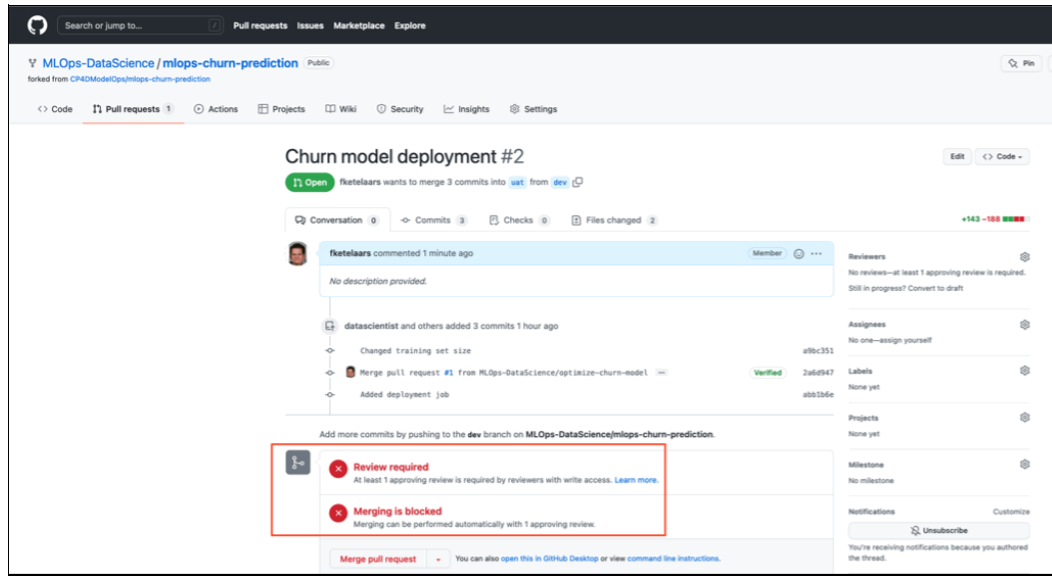 Search or jump to... /
Pull requests Issues Marketplace Explore
MLOps-DataScience / mlops-churn-prediction Public
Pin
forked from CP4DModelOps/mlops-churn-prediction
Code Pull requests 1 Actions Projects Wiki Security Insights Settings
Churn model deployment #2
Edit Code
Open fketelaars wants to merge 3 commits into uat from dev
Conversation 0 Commits 3 Checks 0 Files changed 2
+143 −188
fketelaars commented 1 minute ago
Member
No description provided.
datascientist and others added 3 commits 1 hour ago
Changed training set size
a9bc351
Merge pull request #1 from MLOps-DataScience/optimize-churn-model
Verified 2a6d947
Added deployment job
abb1b6e
Add more commits by pushing to the dev branch on MLOps-DataScience/mlops-churn-prediction.
Review required
At least 1 approving review is required by reviewers with write access. Learn more.
Merging is blocked
Merging can be performed automatically with 1 approving review.
Merge pull request
You can also open this in GitHub Desktop or view command line instructions.
Reviewers
No reviews—at least 1 approving review is required.
Still in progress? Convert to draft
Assignees
No one—assign yourself
Labels
None yet
Projects
None yet
Milestone
No milestone
Notifications Customize
Unsubscribe
You're receiving notifications because you authored
the thread.